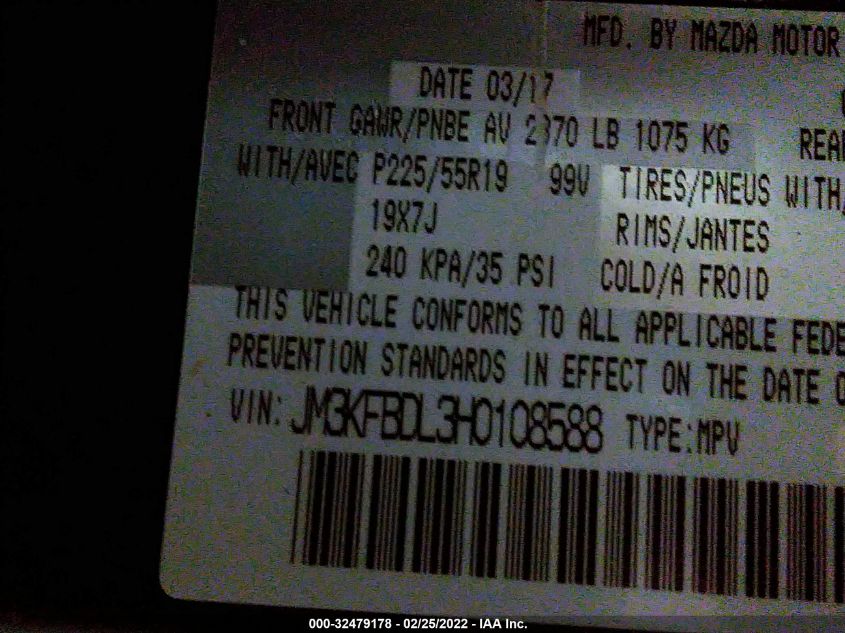 MFD. BY MAZDA MOTOR
DATE 03/17
FRONT GAWR/PNBE AV 2370 LB 1075 KG
WITH/AVEC P225/55R19 99V TIRES/PNEUS WITH/
19X7J RIMS/JANTES
240 KPA/35 PSI COLD/A FROID
THIS VEHICLE CONFORMS TO ALL APPLICABLE
PREVENTION STANDARDS IN EFFECT ON THE DATE
VIN: JM3KFBDL3H0108588 TYPE:MPV
000-32479178 - 02/25/2022 - IAA Inc.